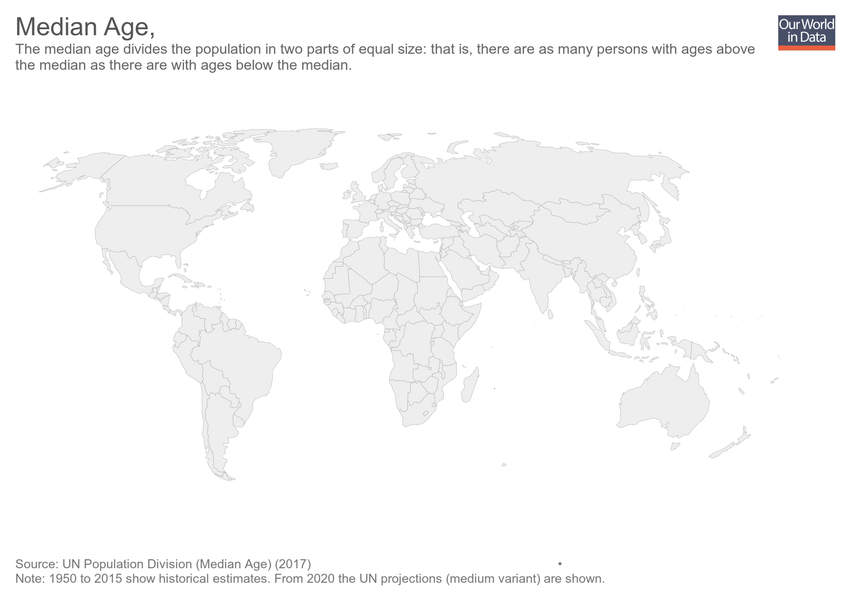 Median Age,
Our World
in Data
The median age divides the population in two parts of equal size: that is, there are as many persons with ages above
the median as there are with ages below the median.
Source: UN Population Division (Median Age) (2017)
Note: 1950 to 2015 show historical estimates. From 2020 the UN projections (medium variant) are shown.